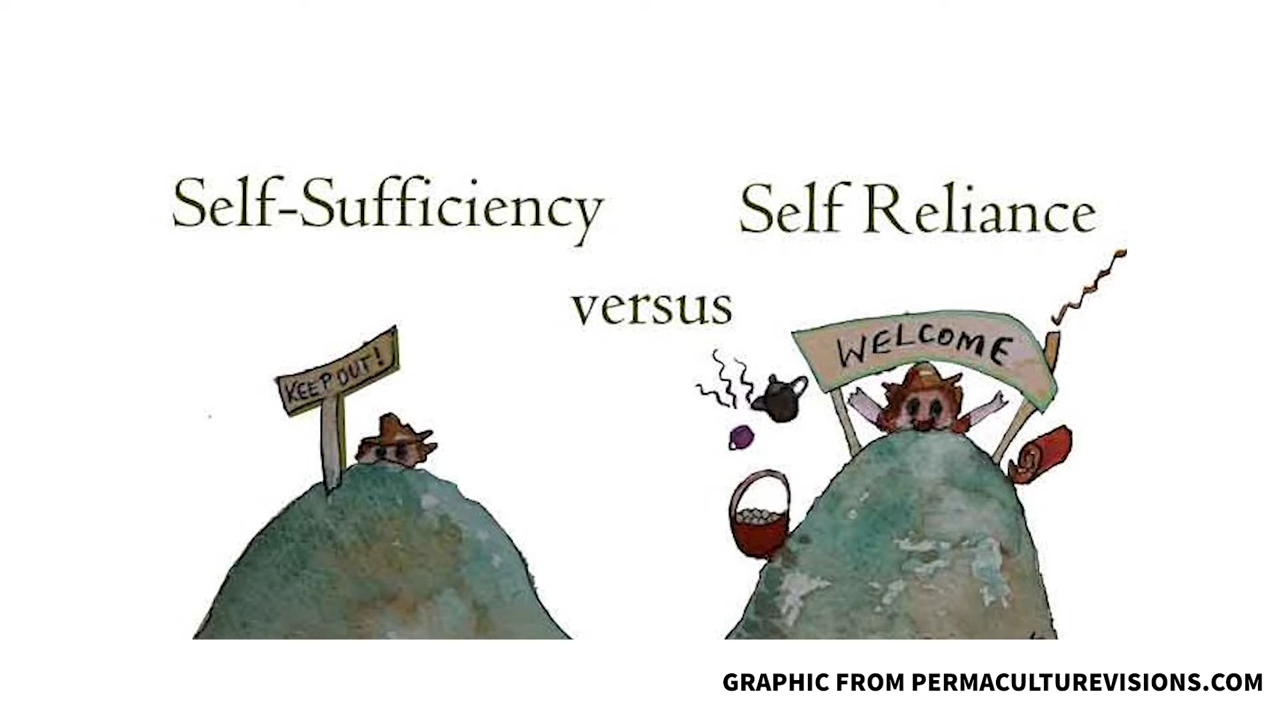 Self-Sufficiency
Self Reliance
versus
KEEP OUT!
WELCOME
GRAPHIC FROM PERMACULTUREVISIONS.COM